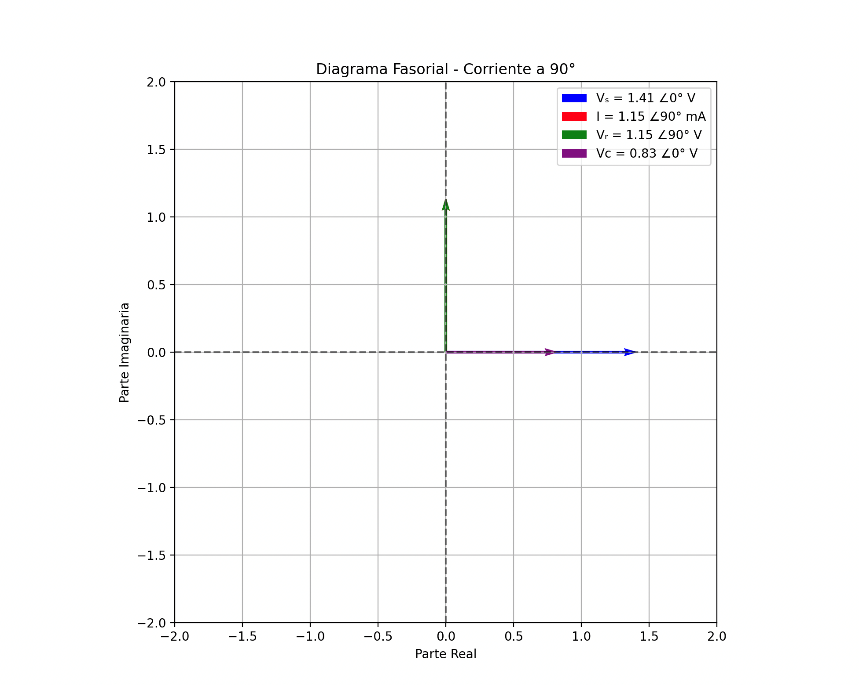 Diagrama Fasorial - Corriente a 90°
Vₛ = 1.41 ∠0° V
I = 1.15 ∠90° mA
Vᵣ = 1.15 ∠90° V
Vc = 0.83 ∠0° V
2.0
1.5
1.0
0.5
0.0
−0.5
−1.0
−1.5
−2.0
Parte Imaginaria
−2.0 −1.5 −1.0 −0.5 0.0 0.5 1.0 1.5 2.0
Parte Real